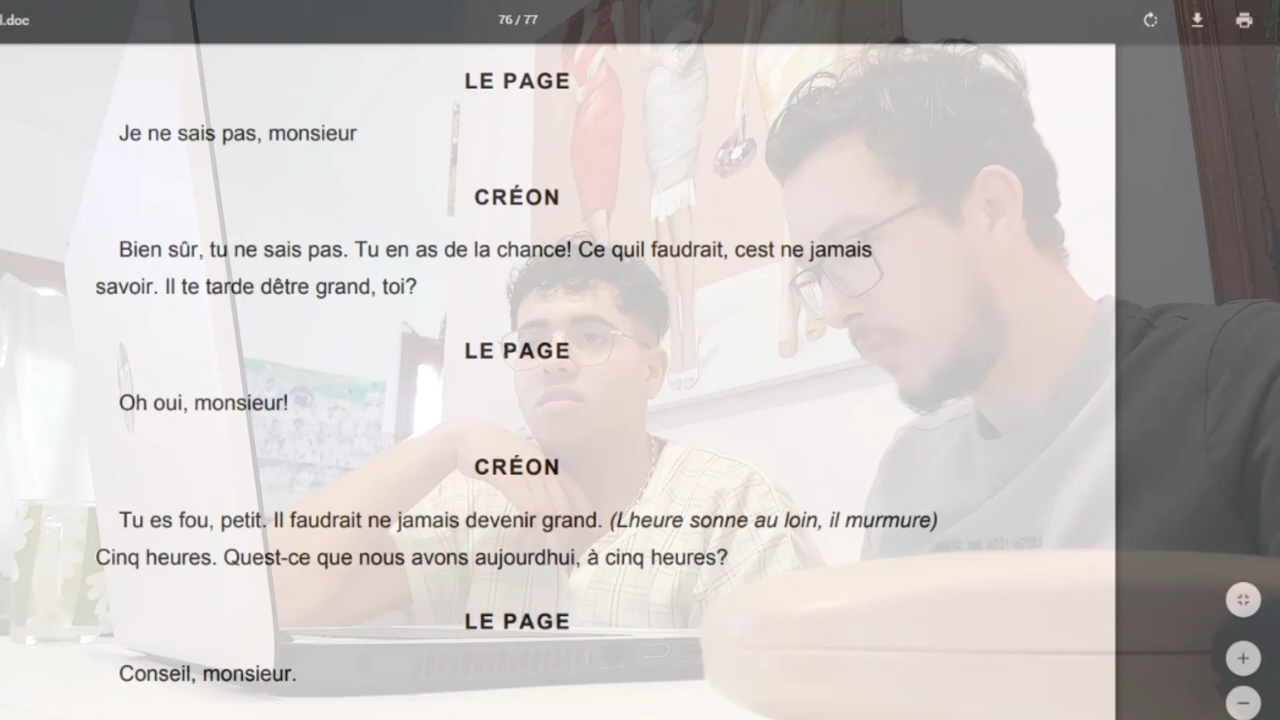 l.doc
76 / 77
LE PAGE
Je ne sais pas, monsieur
CRÉON
Bien sûr, tu ne sais pas. Tu en as de la chance! Ce quil faudrait, cest ne jamais
savoir. Il te tarde dêtre grand, toi?
LE PAGE
Oh oui, monsieur!
CRÉON
Tu es fou, petit. Il faudrait ne jamais devenir grand. (Lheure sonne au loin, il murmure)
Cinq heures. Quest-ce que nous avons aujourdhui, à cinq heures?
LE PAGE
Conseil, monsieur.